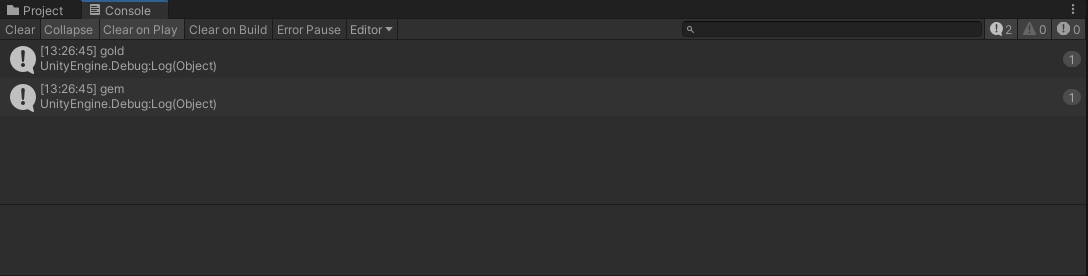 Project Console
Clear Collapse Clear on Play Clear on Build Error Pause Editor 2 0 0
[13:26:45] gold
UnityEngine.Debug:Log(Object)
1
[13:26:45] gem
UnityEngine.Debug:Log(Object)
1